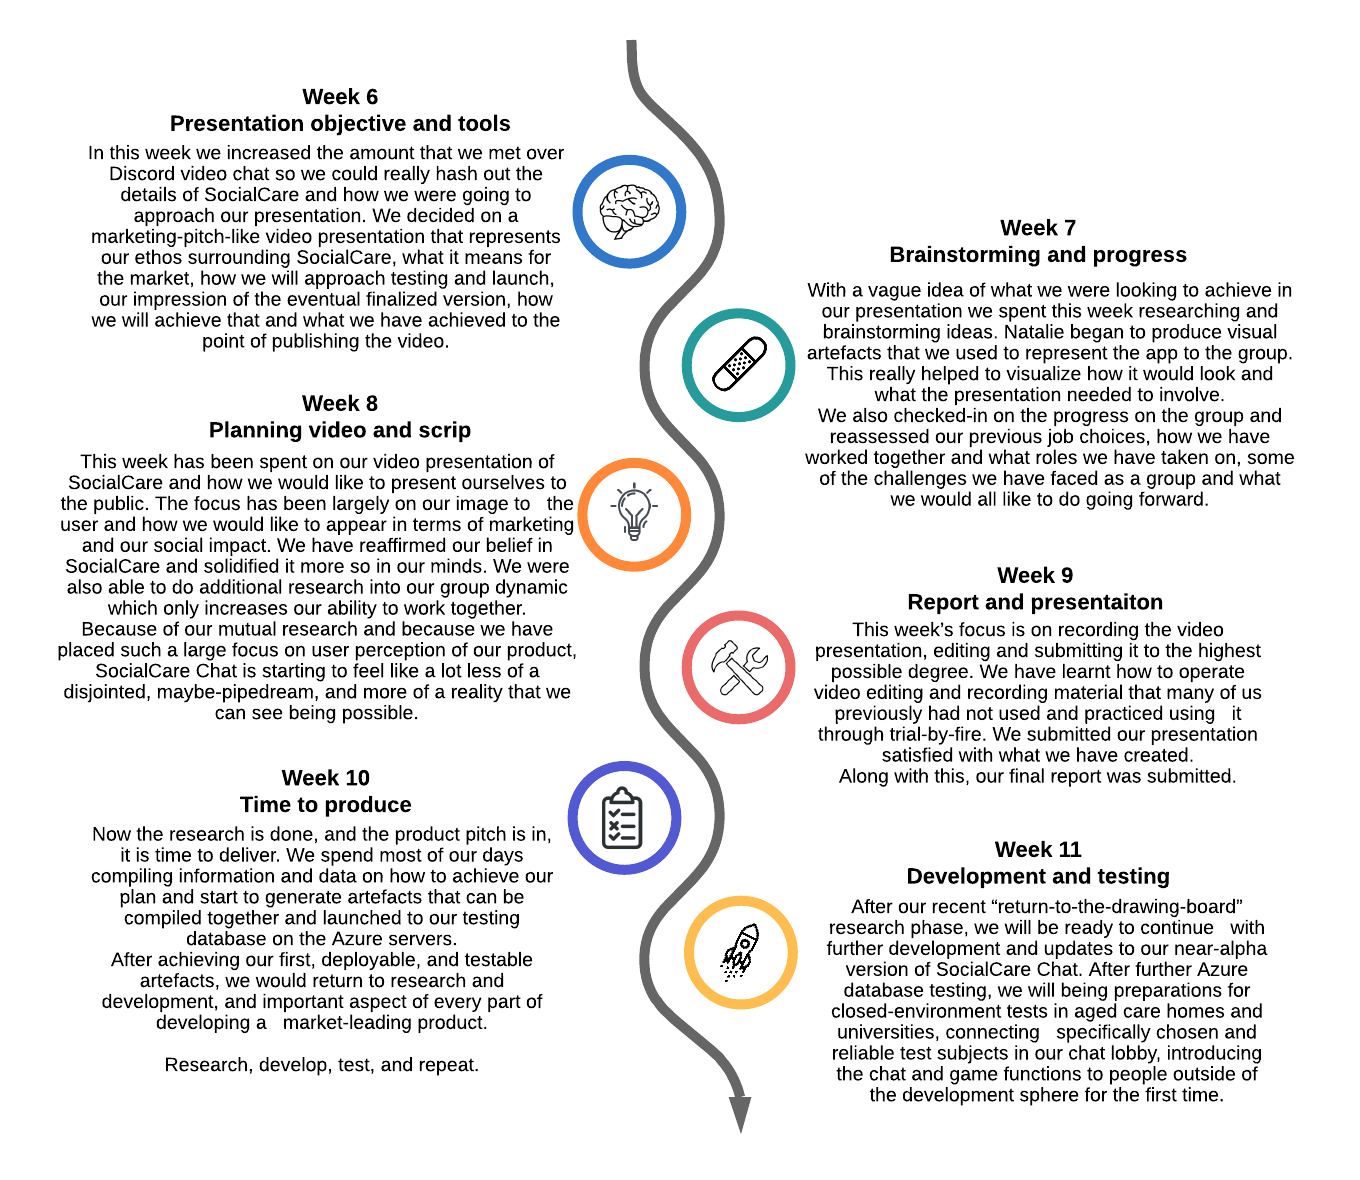 Week 6
Presentation objective and tools
In this week we increased the amount that we met over
Discord video chat so we could really hash out the
details of SocialCare and how we were going to
approach our presentation. We decided on a
marketing-pitch-like video presentation that represents
our ethos surrounding SocialCare, what it means for
the market, how we will approach testing and launch,
our impression of the eventual finalized version, how
we will achieve that and what we have achieved to the
point of publishing the video.
Week 7
Brainstorming and progress
With a vague idea of what we were looking to achieve in
our presentation we spent this week researching and
brainstorming ideas. Natalie began to produce visual
artefacts that we used to represent the app to the group.
This really helped to visualize how it would look and
what the presentation needed to involve.
We also checked-in on the progress on the group and
reassessed our previous job choices, how we have
worked together and what roles we have taken on, some
of the challenges we have faced as a group and what
we would all like to do going forward.
Week 8
Planning video and scrip
This week has been spent on our video presentation of
SocialCare and how we would like to present ourselves to
the public. The focus has been largely on our image to the
user and how we would like to appear in terms of marketing
and our social impact. We have reaffirmed our belief in
SocialCare and solidified it more so in our minds. We were
also able to do additional research into our group dynamic
which only increases our ability to work together.
Because of our mutual research and because we have
placed such a large focus on user perception of our product,
SocialCare Chat is starting to feel like a lot less of a
disjointed, maybe-pipedream, and more of a reality that we
can see being possible.
Week 9
Report and presentaiton
This week's focus is on recording the video
presentation, editing and submitting it to the highest
possible degree. We have learnt how to operate
video editing and recording material that many of us
previously had not used and practiced using it
through trial-by-fire. We submitted our presentation
satisfied with what we have created.
Along with this, our final report was submitted.
Week 10
Time to produce
Now the research is done, and the product pitch is in,
it is time to deliver. We spend most of our days
compiling information and data on how to achieve our
plan and start to generate artefacts that can be
compiled together and launched to our testing
database on the Azure servers.
After achieving our first, deployable, and testable
artefacts, we would return to research and
development, and important aspect of every part of
developing a market-leading product.
Research, develop, test, and repeat.
Week 11
Development and testing
After our recent “return-to-the-drawing-board”
research phase, we will be ready to continue with
further development and updates to our near-alpha
version of SocialCare Chat. After further Azure
database testing, we will being preparations for
closed-environment tests in aged care homes and
universities, connecting specifically chosen and
reliable test subjects in our chat lobby, introducing
the chat and game functions to people outside of
the development sphere for the first time.